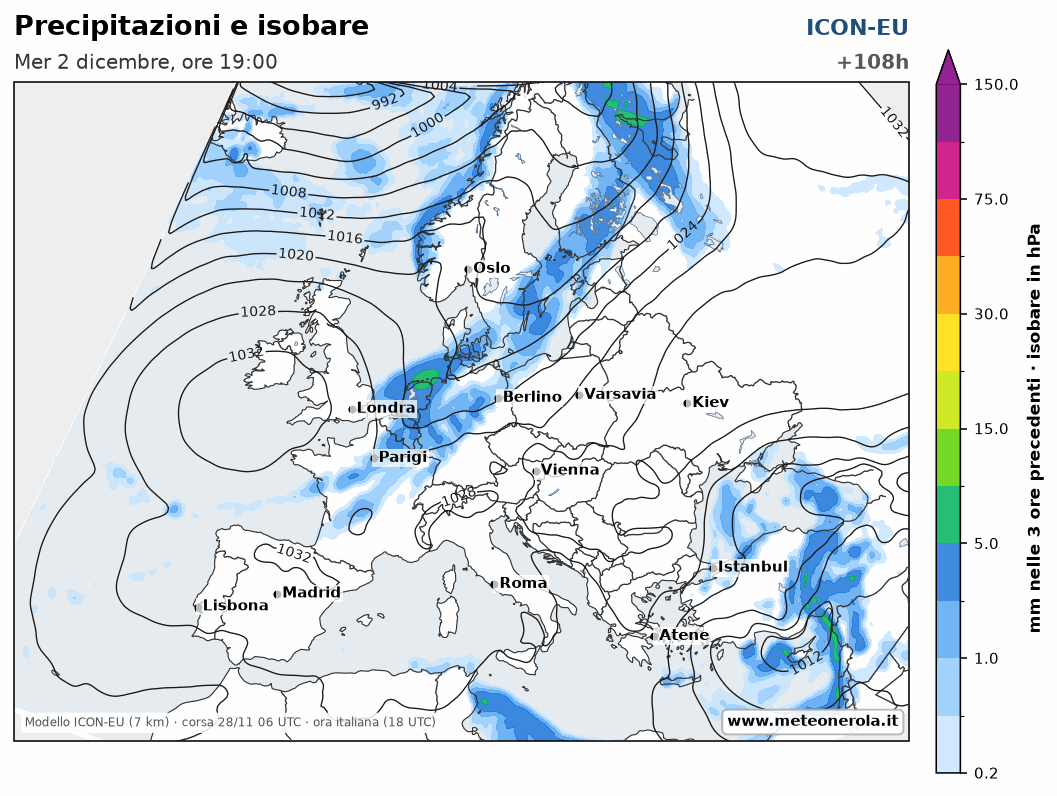 Precipitazioni e isobare
ICON-EU
Mer 2 dicembre, ore 19:00
+108h
1004
992
1000
1032
1008
1012
1016
1020
1024
1028
1032
Oslo
Londra
Berlino
Varsavia
Kiev
Parigi
Vienna
1028
1032
Madrid
Lisbona
Roma
Istanbul
Atene
1012
Modello ICON-EU (7 km) · corsa 28/11 06 UTC · ora italiana (18 UTC)
www.meteonerola.it
150.0
75.0
30.0
15.0
5.0
1.0
0.2
mm nelle 3 ore precedenti · isobare in hPa